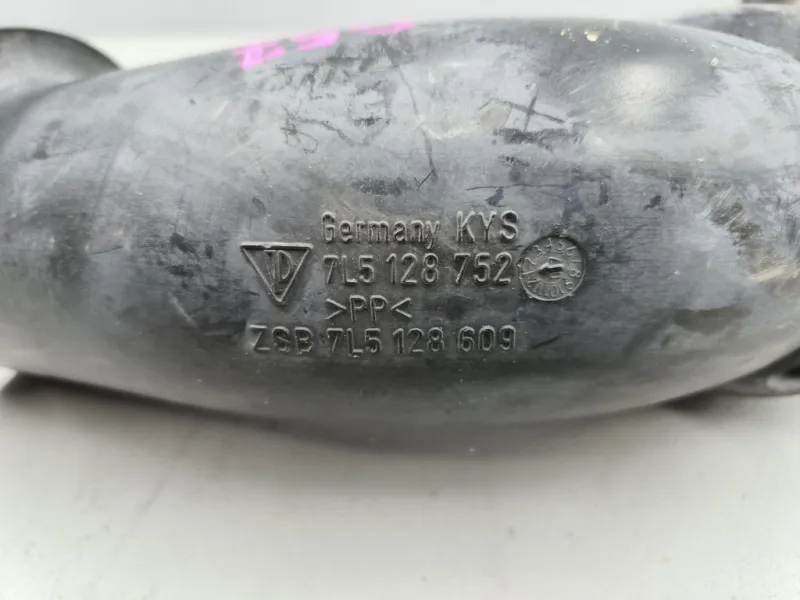 Germany KYS
7L5 128 752
>PP<
ZSB 7L5 128 609